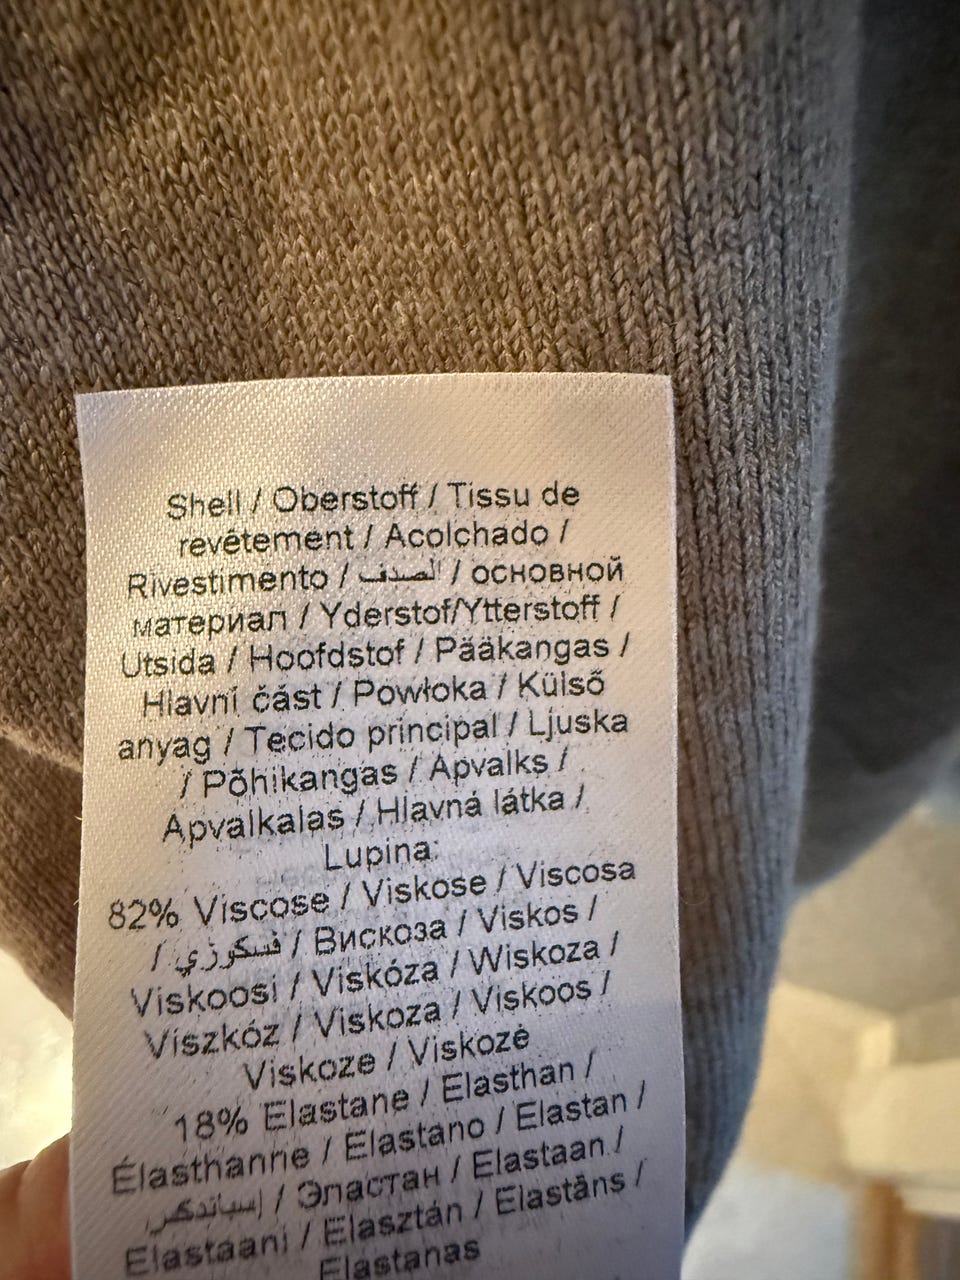 Shell / Oberstoff / Tissu de
revêtement / Acolchado /
Rivestimento / الصدف / основной
материал / Yderstof/Ytterstoff /
Utsida / Hoofdstof / Pääkangas /
Hlavní část / Powłoka / Külső
anyag / Tecido principal / Ljuska
/ Põhikangas / Apvalks /
Apvalkalas / Hlavná látka /
Lupina:
82% Viscose / Viskose / Viscosa
/ فسكوزي / Вискоза / Viskos /
Viskoosi / Viskóza / Wiskoza /
Viszkóz / Viskoza / Viskoos /
Viskoze / Viskozė
18% Elastane / Elasthan /
Élasthanne / Elastano / Elastan /
/ Эластан / Elastaan /
Elastaani / Elasztán / Elastāns /
Elastanas